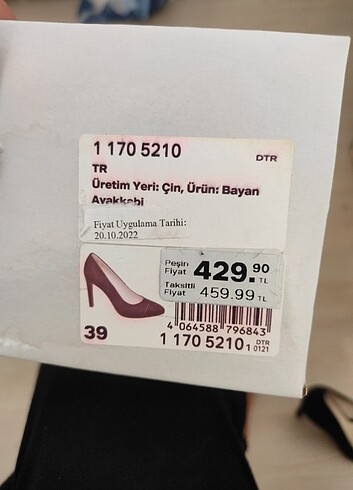 1 170 5210
DTR
TR
Üretim Yeri: Çin, Ürün: Bayan
Ayakkabi
Fiyat Uygulama Tarihi:
20.10.2022
Peşin
Fiyat 429.90 TL
Taksitli
Fiyat 459.99 TL
4 064588 796843
39
1 170 5210 1 DTR
0121